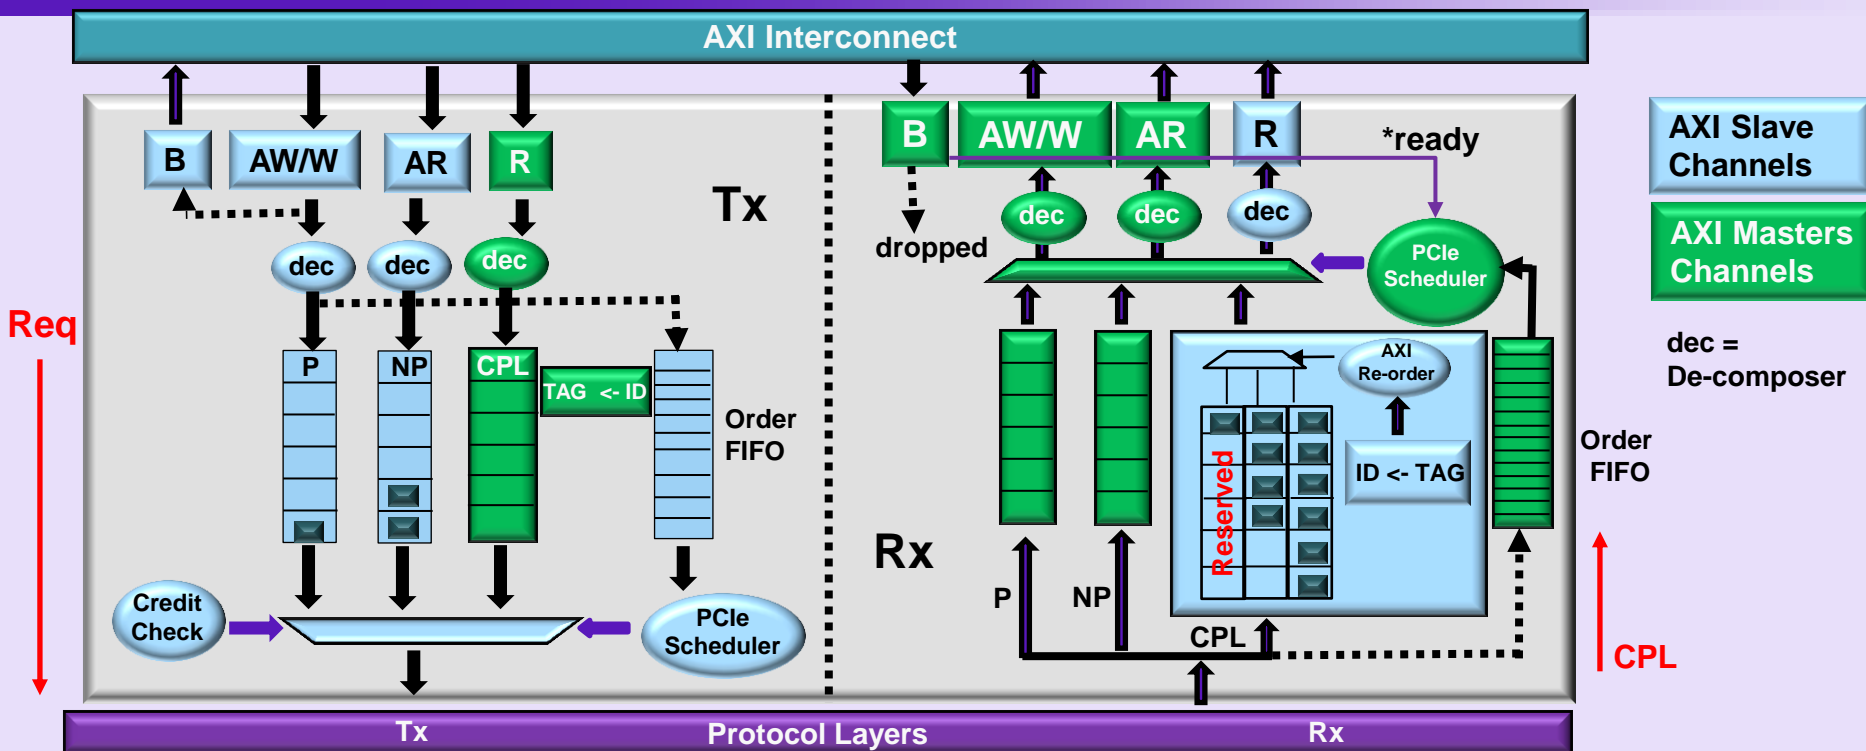 AXI Interconnect
B
AW/W
AR
R
B
AW/W
AR
R
*ready
AXI Slave
Channels
Tx
dec
dec
dec
dropped
dec
dec
dec
PCIe
Scheduler
AXI Masters
Channels
Req
P
NP
CPL
TAG <- ID
Order
FIFO
AXI
Re-order
dec =
De-composer
Reserved
ID <- TAG
Order
FIFO
Rx
Credit
Check
PCIe
Scheduler
P
NP
CPL
CPL
Tx
Protocol Layers
Rx